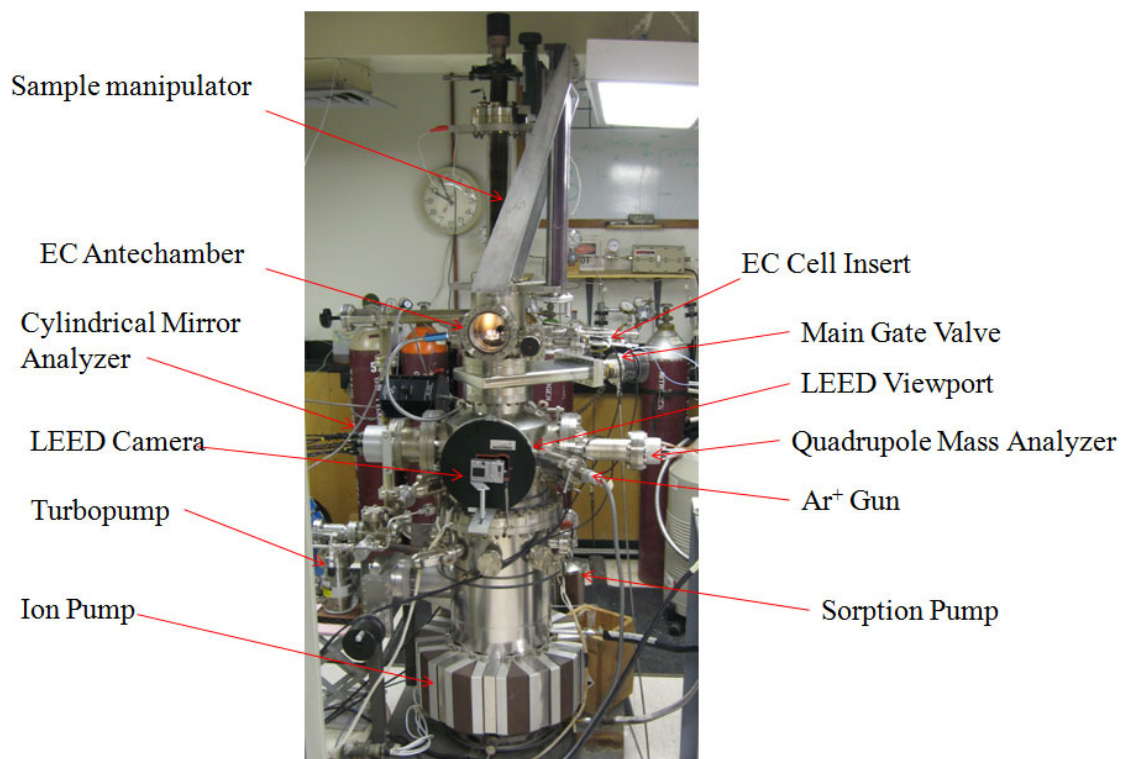 Sample manipulator
EC Antechamber
Cylindrical Mirror
Analyzer
LEED Camera
Turbopump
Ion Pump
EC Cell Insert
Main Gate Valve
LEED Viewport
Quadrupole Mass Analyzer
Ar⁺ Gun
Sorption Pump